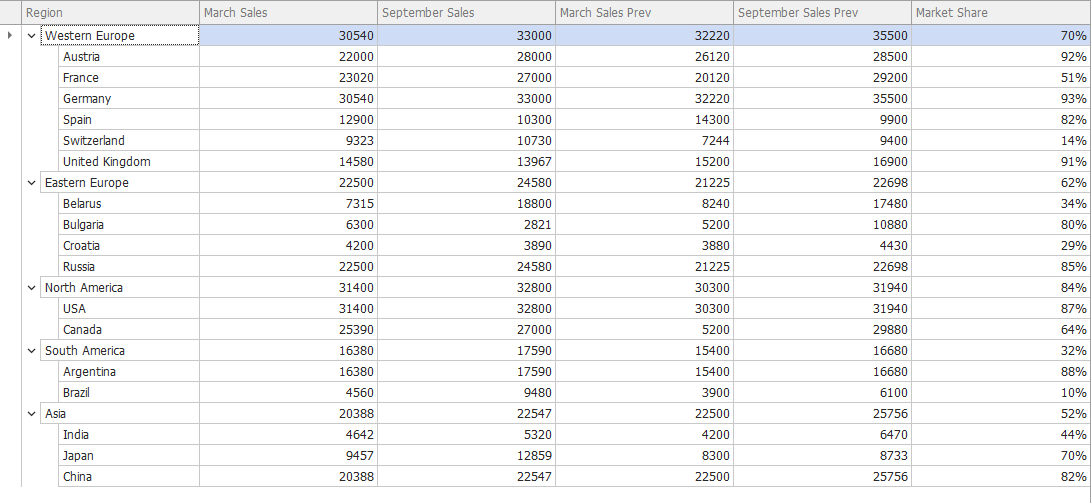 Region March Sales September Sales March Sales Prev September Sales Prev Market Share
Western Europe 30540 33000 32220 35500 70%
Austria 22000 28000 26120 28500 92%
France 23020 27000 20120 29200 51%
Germany 30540 33000 32220 35500 93%
Spain 12900 10300 14300 9900 82%
Switzerland 9323 10730 7244 9400 14%
United Kingdom 14580 13967 15200 16900 91%
Eastern Europe 22500 24580 21225 22698 62%
Belarus 7315 18800 8240 17480 34%
Bulgaria 6300 2821 5200 10880 80%
Croatia 4200 3890 3880 4430 29%
Russia 22500 24580 21225 22698 85%
North America 31400 32800 30300 31940 84%
USA 31400 32800 30300 31940 87%
Canada 25390 27000 5200 29880 64%
South America 16380 17590 15400 16680 32%
Argentina 16380 17590 15400 16680 88%
Brazil 4560 9480 3900 6100 10%
Asia 20388 22547 22500 25756 52%
India 4642 5320 4200 6470 44%
Japan 9457 12859 8300 8733 70%
China 20388 22547 22500 25756 82%